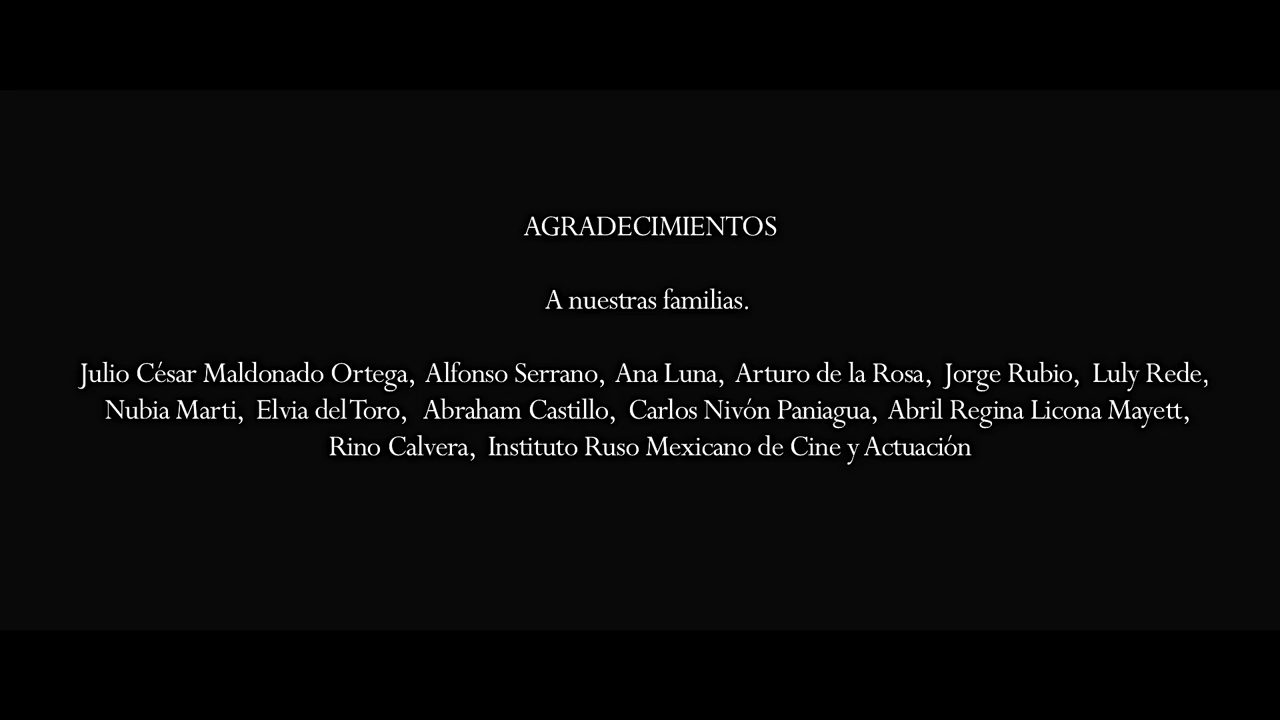 AGRADECIMIENTOS
A nuestras familias.
Julio César Maldonado Ortega, Alfonso Serrano, Ana Luna, Arturo de la Rosa, Jorge Rubio, Luly Rede,
Nubia Marti, Elvia del Toro, Abraham Castillo, Carlos Nivón Paniagua, Abril Regina Licona Mayett,
Rino Calvera, Instituto Ruso Mexicano de Cine y Actuación